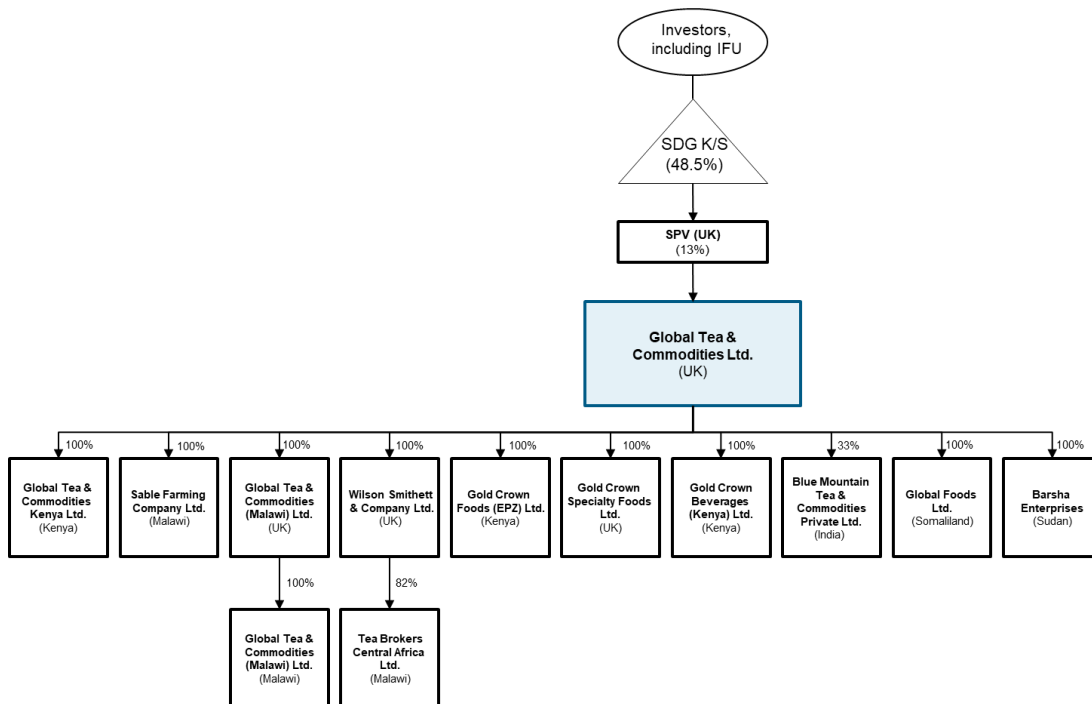 Investors,
including IFU
SDG K/S
(48.5%)
SPV (UK)
(13%)
Global Tea &
Commodities Ltd.
(UK)
100%
100%
100%
100%
100%
100%
100%
33%
100%
100%
Global Tea &
Commodities
Kenya Ltd.
(Kenya)
Sable Farming
Company Ltd.
(Malawi)
Global Tea &
Commodities
(Malawi) Ltd.
(UK)
Wilson Smithett
& Company Ltd.
(UK)
Gold Crown
Foods (EPZ) Ltd.
(Kenya)
Gold Crown
Specialty Foods
Ltd.
(UK)
Gold Crown
Beverages
(Kenya) Ltd.
(Kenya)
Blue Mountain
Tea &
Commodities
Private Ltd.
(India)
Global Foods
Ltd.
(Somaliland)
Barsha
Enterprises
(Sudan)
100%
82%
Global Tea &
Commodities
(Malawi) Ltd.
(Malawi)
Tea Brokers
Central Africa
Ltd.
(Malawi)